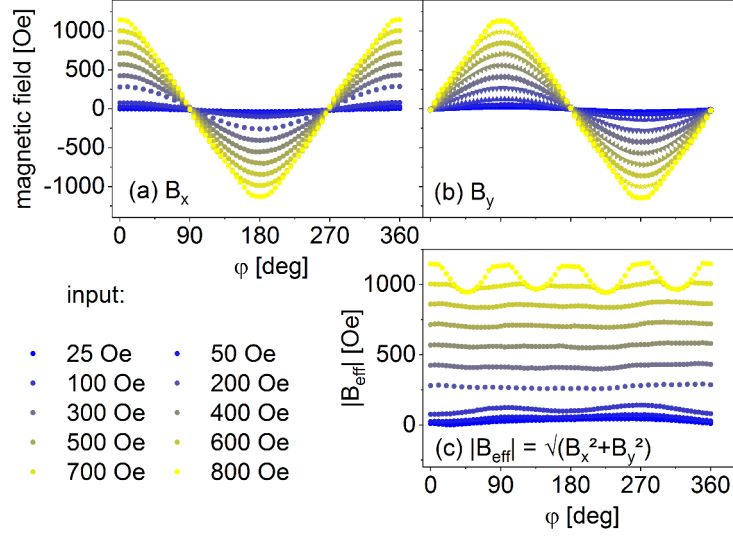 magnetic field [Oe]
1000
500
0
-500
-1000
(a) Bx
(b) By
0 90 180 270 360
0 90 180 270 360
φ [deg]
input:
25 Oe 50 Oe
100 Oe 200 Oe
300 Oe 400 Oe
500 Oe 600 Oe
700 Oe 800 Oe
|Beff| [Oe]
1000
500
0
(c) |Beff| = √(Bx²+By²)
0 90 180 270 360
φ [deg]